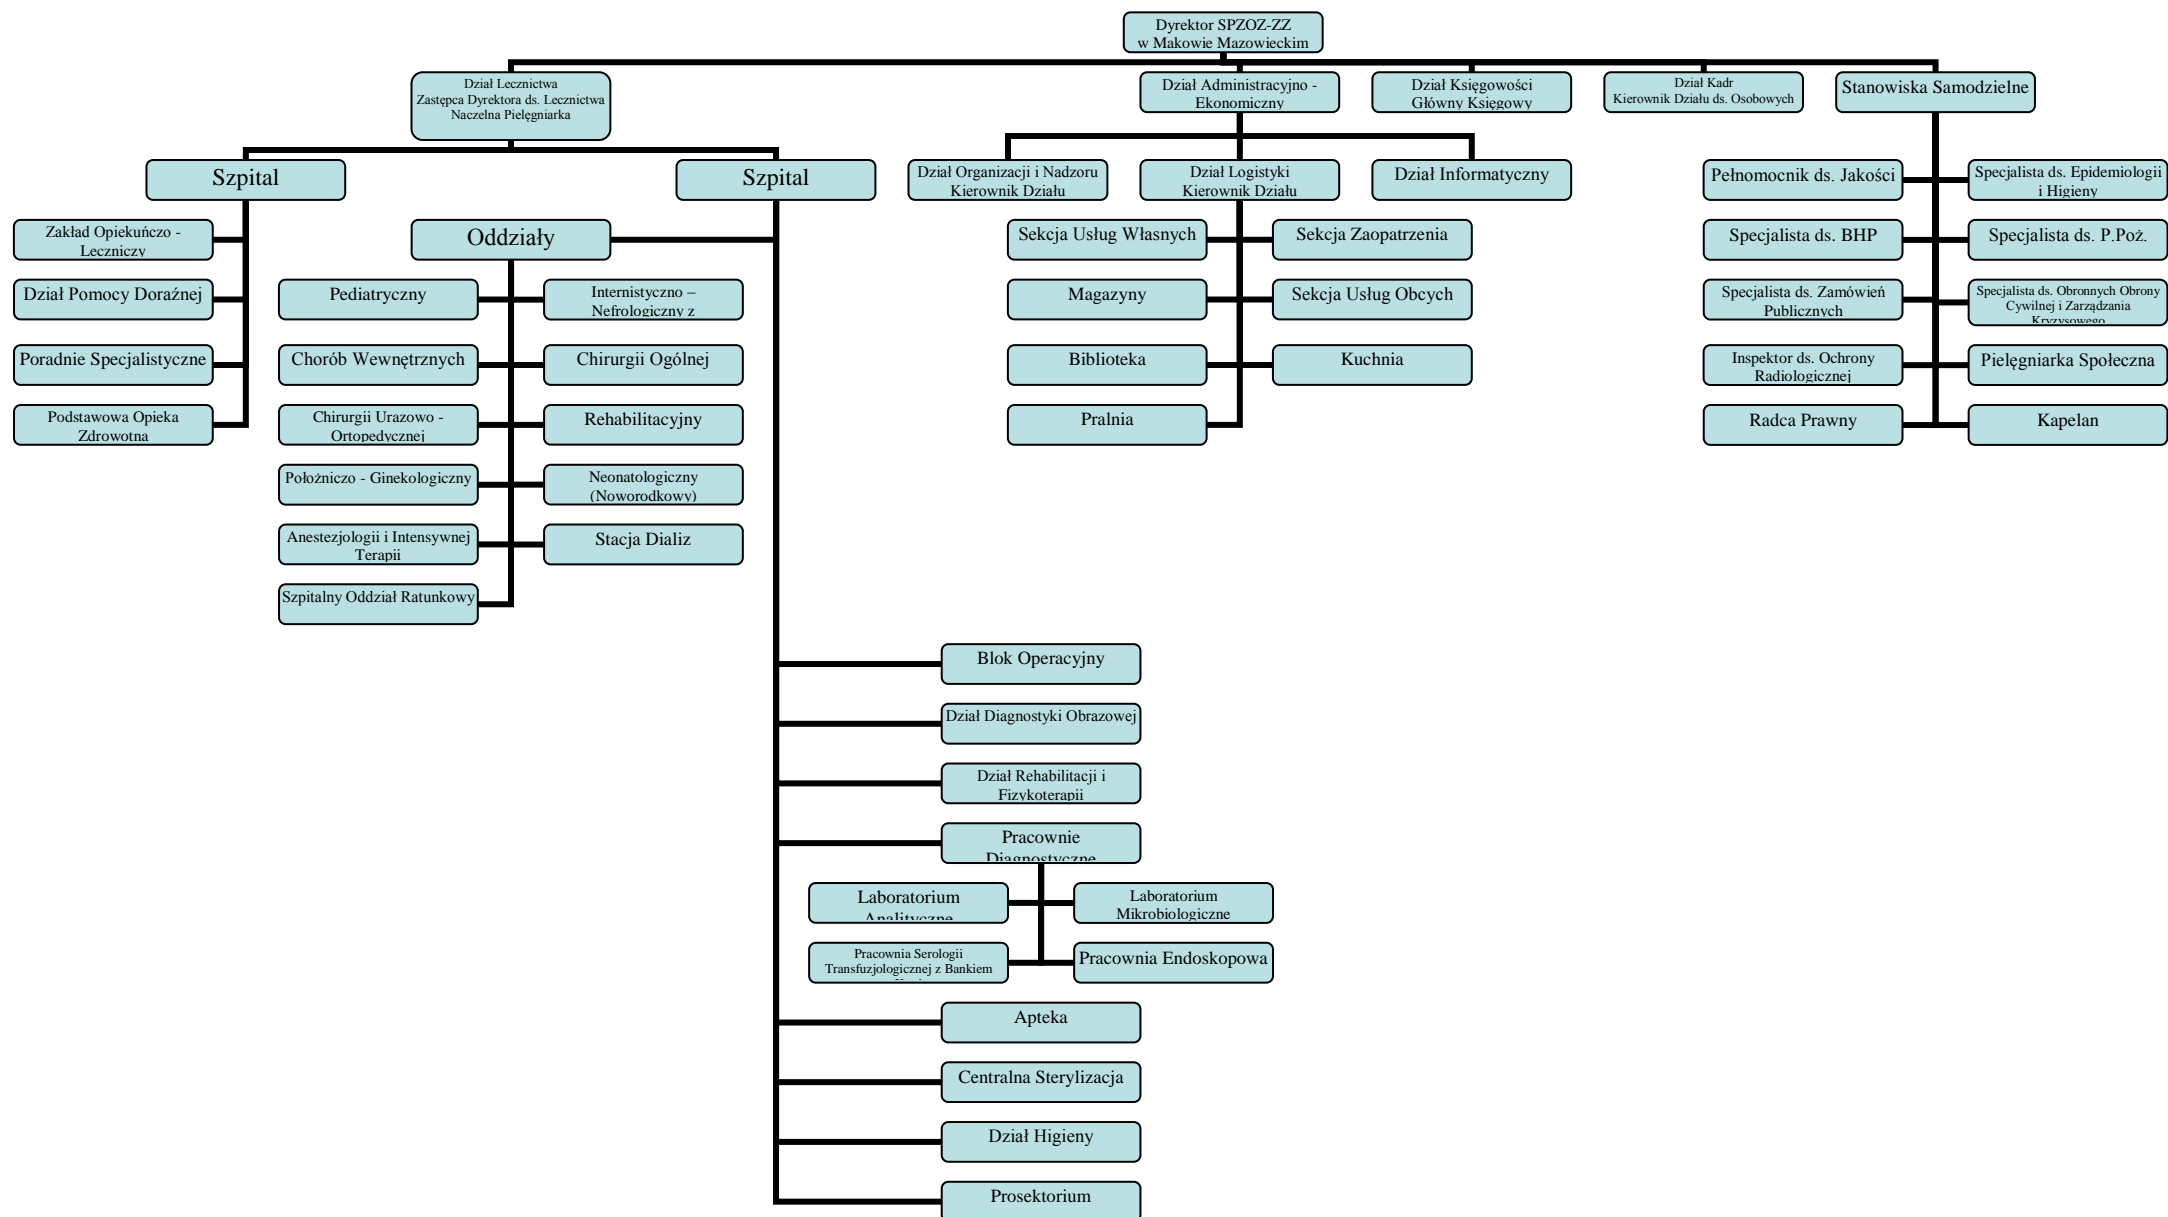 Dyrektor SPZOZ-ZZ
w Makowie Mazowieckim
Dział Lecznictwa
Zastępca Dyrektora ds. Lecznictwa
Naczelna Pielęgniarka
Dział Administracyjno -
Ekonomiczny
Dział Księgowości
Główny Księgowy
Dział Kadr
Kierownik Działu ds. Osobowych
Stanowiska Samodzielne
Szpital
Szpital
Dział Organizacji i Nadzoru
Kierownik Działu
Dział Logistyki
Kierownik Działu
Dział Informatyczny
Pełnomocnik ds. Jakości
Specjalista ds. Epidemiologii
i Higieny
Zakład Opiekuńczo -
Leczniczy
Oddziały
Sekcja Usług Własnych
Sekcja Zaopatrzenia
Specjalista ds. BHP
Specjalista ds. P.Poż.
Dział Pomocy Doraźnej
Pediatryczny
Internistyczno –
Nefrologiczny z
Magazyny
Sekcja Usług Obcych
Specjalista ds. Zamówień
Publicznych
Specjalista ds. Obronnych Obrony
Cywilnej i Zarządzania
Kryzysowego
Poradnie Specjalistyczne
Chorób Wewnętrznych
Chirurgii Ogólnej
Biblioteka
Kuchnia
Inspektor ds. Ochrony
Radiologicznej
Pielęgniarka Społeczna
Podstawowa Opieka
Zdrowotna
Chirurgii Urazowo -
Ortopedycznej
Rehabilitacyjny
Pralnia
Radca Prawny
Kapelan
Położniczo - Ginekologiczny
Neonatologiczny
(Noworodkowy)
Anestezjologii i Intensywnej
Terapii
Stacja Dializ
Szpitalny Oddział Ratunkowy
Blok Operacyjny
Dział Diagnostyki Obrazowej
Dział Rehabilitacji i
Fizykoterapii
Pracownie
Diagnostyczne
Laboratorium
Analityczne
Laboratorium
Mikrobiologiczne
Pracownia Serologii
Transfuzjologicznej z Bankiem
Pracownia Endoskopowa
Apteka
Centralna Sterylizacja
Dział Higieny
Prosektorium